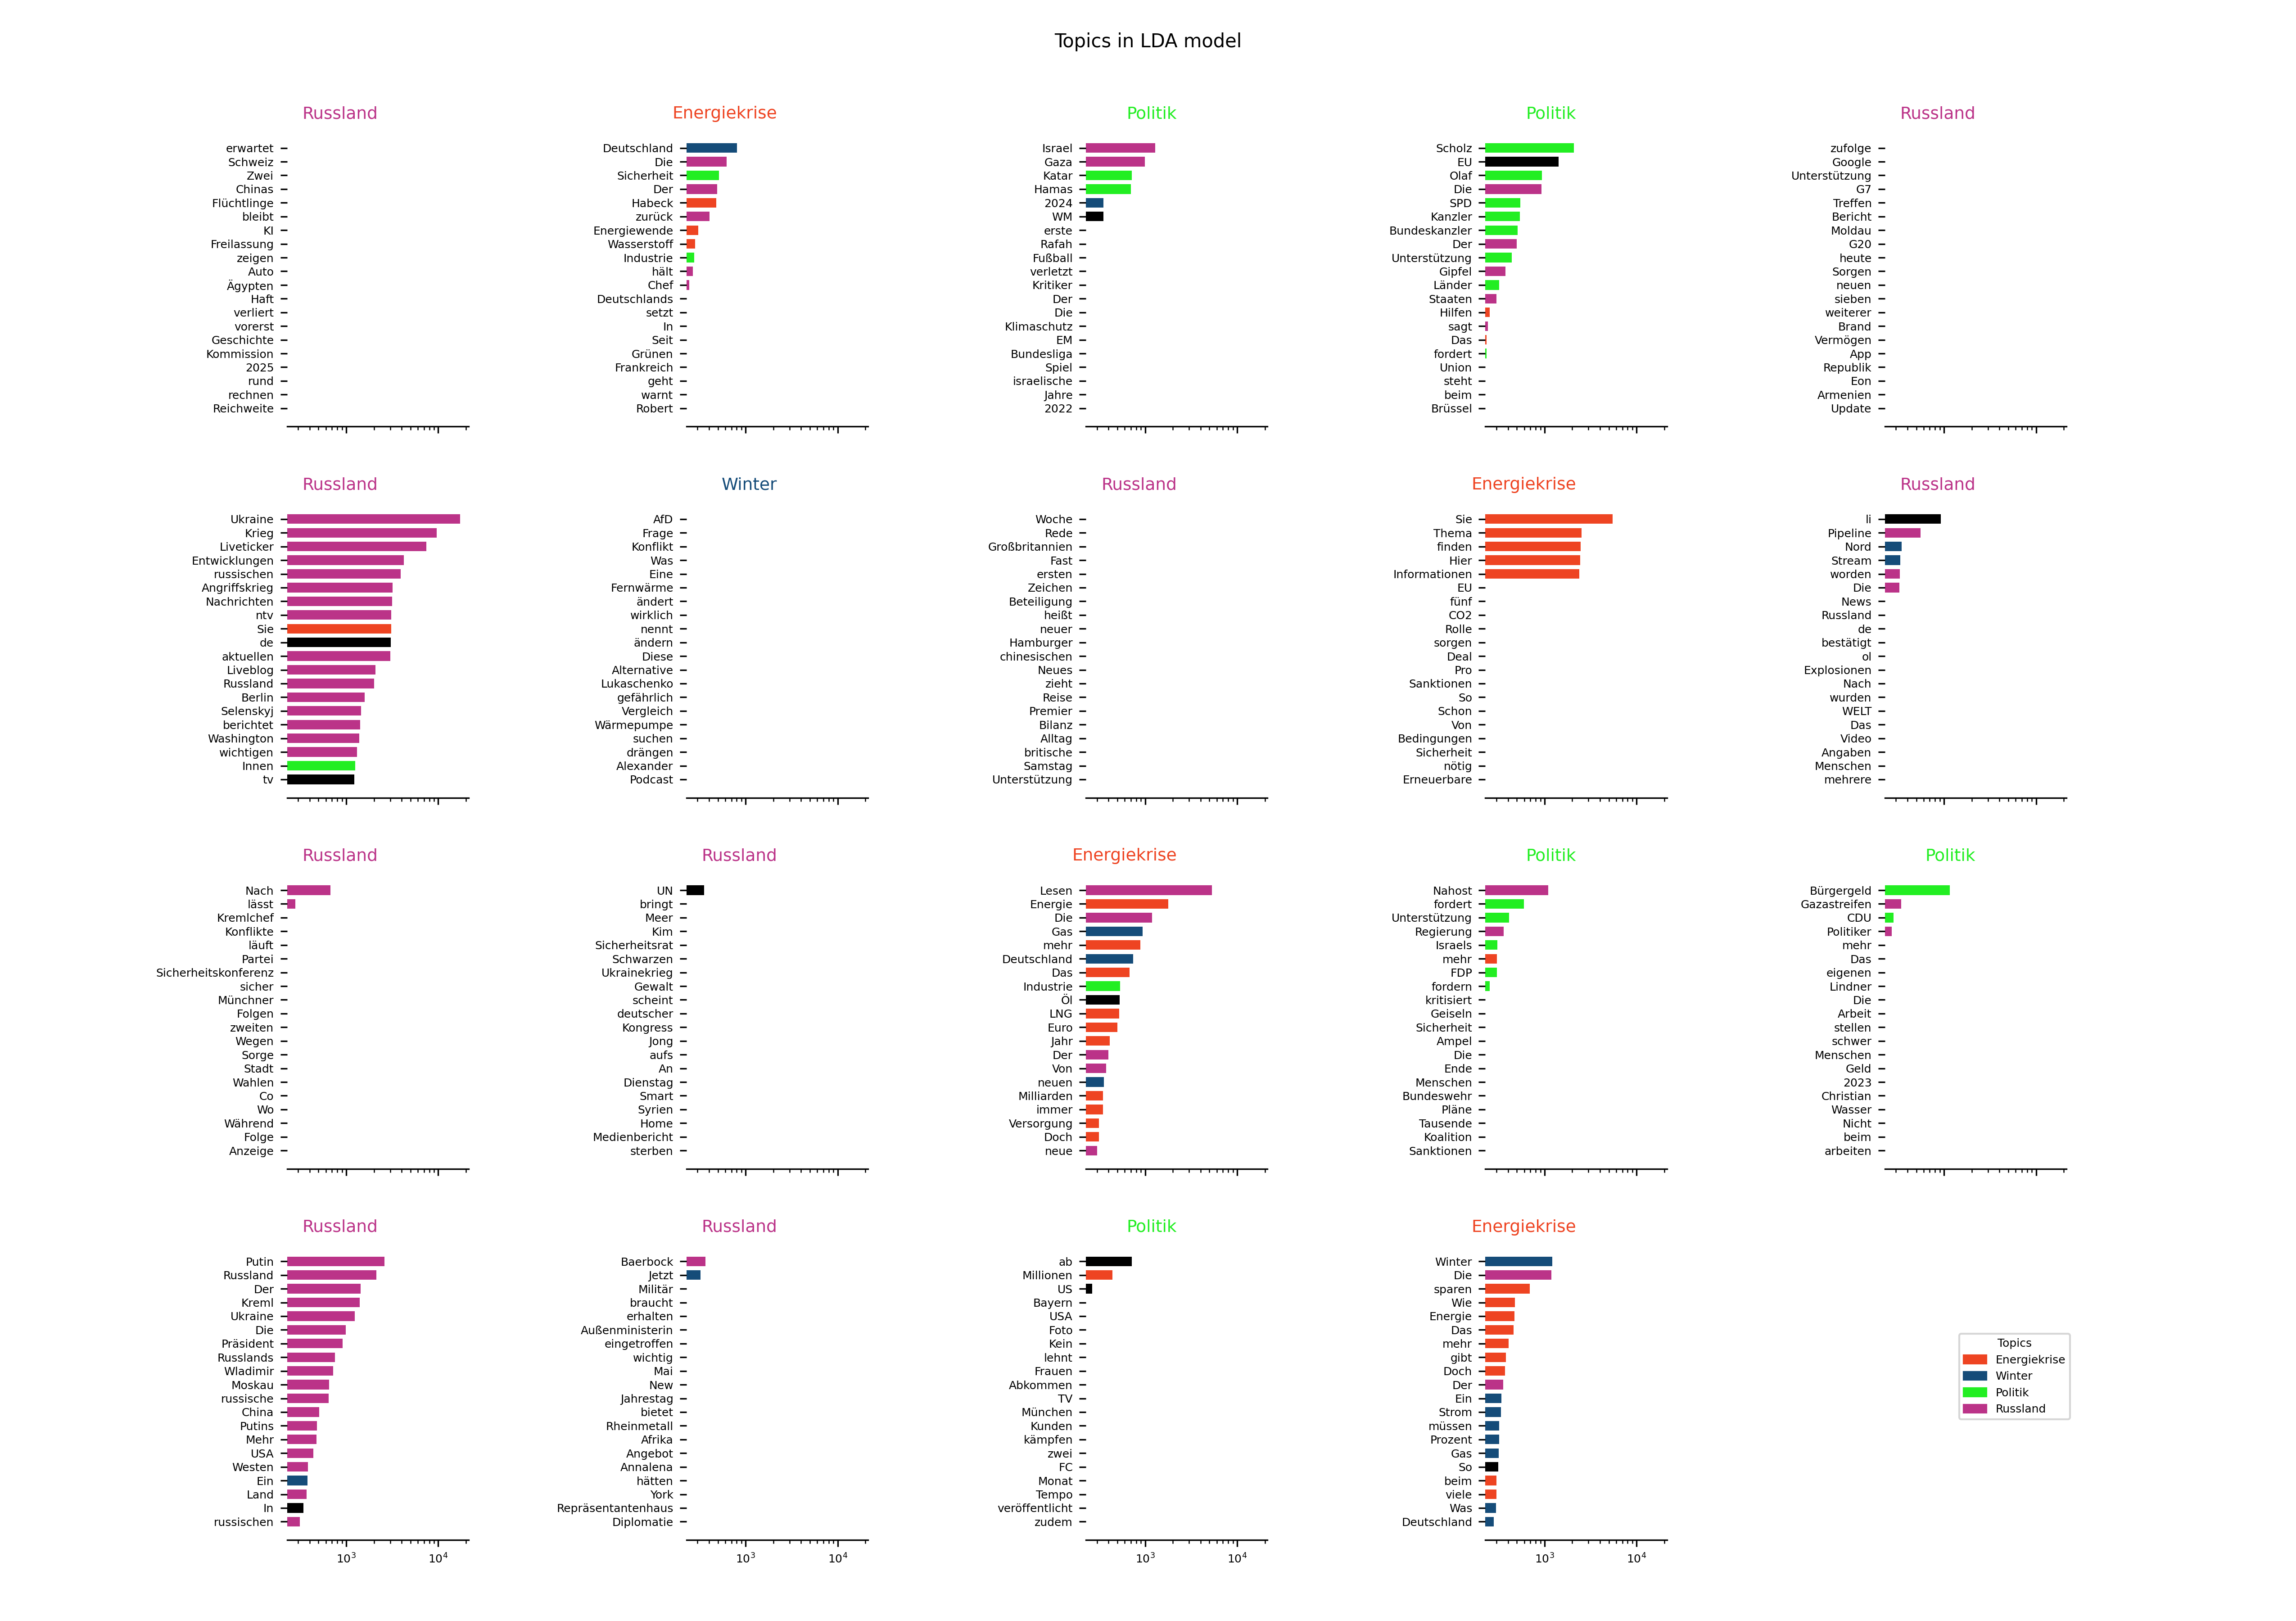 Topics in LDA model
Russland
erwartet
Schweiz
Zwei
Chinas
Flüchtlinge
bleibt
KI
Freilassung
zeigen
Auto
Ägypten
Haft
verliert
vorerst
Geschichte
Kommission
2025
rund
rechnen
Reichweite
Energiekrise
Deutschland
Die
Sicherheit
Der
Habeck
zurück
Energiewende
Wasserstoff
Industrie
hält
Chef
Deutschlands
setzt
In
Seit
Grünen
Frankreich
geht
warnt
Robert
Politik
Israel
Gaza
Katar
Hamas
2024
WM
erste
Rafah
Fußball
verletzt
Kritiker
Der
Die
Klimaschutz
EM
Bundesliga
Spiel
israelische
Jahre
2022
Politik
Scholz
EU
Olaf
Die
SPD
Kanzler
Bundeskanzler
Der
Unterstützung
Gipfel
Länder
Staaten
Hilfen
sagt
Das
fordert
Union
steht
beim
Brüssel
Russland
zufolge
Google
Unterstützung
G7
Treffen
Bericht
Moldau
G20
heute
Sorgen
neuen
sieben
weiterer
Brand
Vermögen
App
Republik
Eon
Armenien
Update
Russland
Ukraine
Krieg
Liveticker
Entwicklungen
russischen
Angriffskrieg
Nachrichten
ntv
Sie
de
aktuellen
Liveblog
Russland
Berlin
Selenskyj
berichtet
Washington
wichtigen
Innen
tv
Winter
AfD
Frage
Konflikt
Was
Eine
Fernwärme
ändert
wirklich
nennt
ändern
Diese
Alternative
Lukaschenko
gefährlich
Vergleich
Wärmepumpe
suchen
drängen
Alexander
Podcast
Russland
Woche
Rede
Großbritannien
Fast
ersten
Zeichen
Beteiligung
heißt
neuer
Hamburger
chinesischen
Neues
zieht
Reise
Premier
Bilanz
Alltag
britische
Samstag
Unterstützung
Energiekrise
Sie
Thema
finden
Hier
Informationen
EU
fünf
CO2
Rolle
sorgen
Deal
Pro
Sanktionen
So
Schon
Von
Bedingungen
Sicherheit
nötig
Erneuerbare
Russland
li
Pipeline
Nord
Stream
worden
Die
News
Russland
de
bestätigt
ol
Explosionen
Nach
wurden
WELT
Das
Video
Angaben
Menschen
mehrere
Russland
Nach
lässt
Kremlchef
Konflikte
läuft
Partei
Sicherheitskonferenz
sicher
Münchner
Folgen
zweiten
Wegen
Sorge
Stadt
Wahlen
Co
Wo
Während
Folge
Anzeige
Russland
UN
bringt
Meer
Kim
Sicherheitsrat
Schwarzen
Ukrainekrieg
Gewalt
scheint
deutscher
Kongress
Jong
aufs
An
Dienstag
Smart
Syrien
Home
Medienbericht
sterben
Energiekrise
Lesen
Energie
Die
Gas
mehr
Deutschland
Das
Industrie
Öl
LNG
Euro
Jahr
Der
Von
neuen
Milliarden
immer
Versorgung
Doch
neue
Politik
Nahost
fordert
Unterstützung
Regierung
Israels
mehr
FDP
fordern
kritisiert
Geiseln
Sicherheit
Ampel
Die
Ende
Menschen
Bundeswehr
Pläne
Tausende
Koalition
Sanktionen
Politik
Bürgergeld
Gazastreifen
CDU
Politiker
mehr
Das
eigenen
Lindner
Die
Arbeit
stellen
schwer
Menschen
Geld
2023
Christian
Wasser
Nicht
beim
arbeiten
Russland
Putin
Russland
Der
Kreml
Ukraine
Die
Präsident
Russlands
Wladimir
Moskau
russische
China
Putins
Mehr
USA
Westen
Ein
Land
In
russischen
10³ 10⁴
Russland
Baerbock
Jetzt
Militär
braucht
erhalten
Außenministerin
eingetroffen
wichtig
Mai
New
Jahrestag
bietet
Rheinmetall
Afrika
Angebot
Annalena
hätten
York
Repräsentantenhaus
Diplomatie
10³ 10⁴
Politik
ab
Millionen
US
Bayern
USA
Foto
Kein
lehnt
Frauen
Abkommen
TV
München
Kunden
kämpfen
zwei
FC
Monat
Tempo
veröffentlicht
zudem
10³ 10⁴
Energiekrise
Winter
Die
sparen
Wie
Energie
Das
mehr
gibt
Doch
Der
Ein
Strom
müssen
Prozent
Gas
So
beim
viele
Was
Deutschland
10³ 10⁴
Topics
Energiekrise
Winter
Politik
Russland